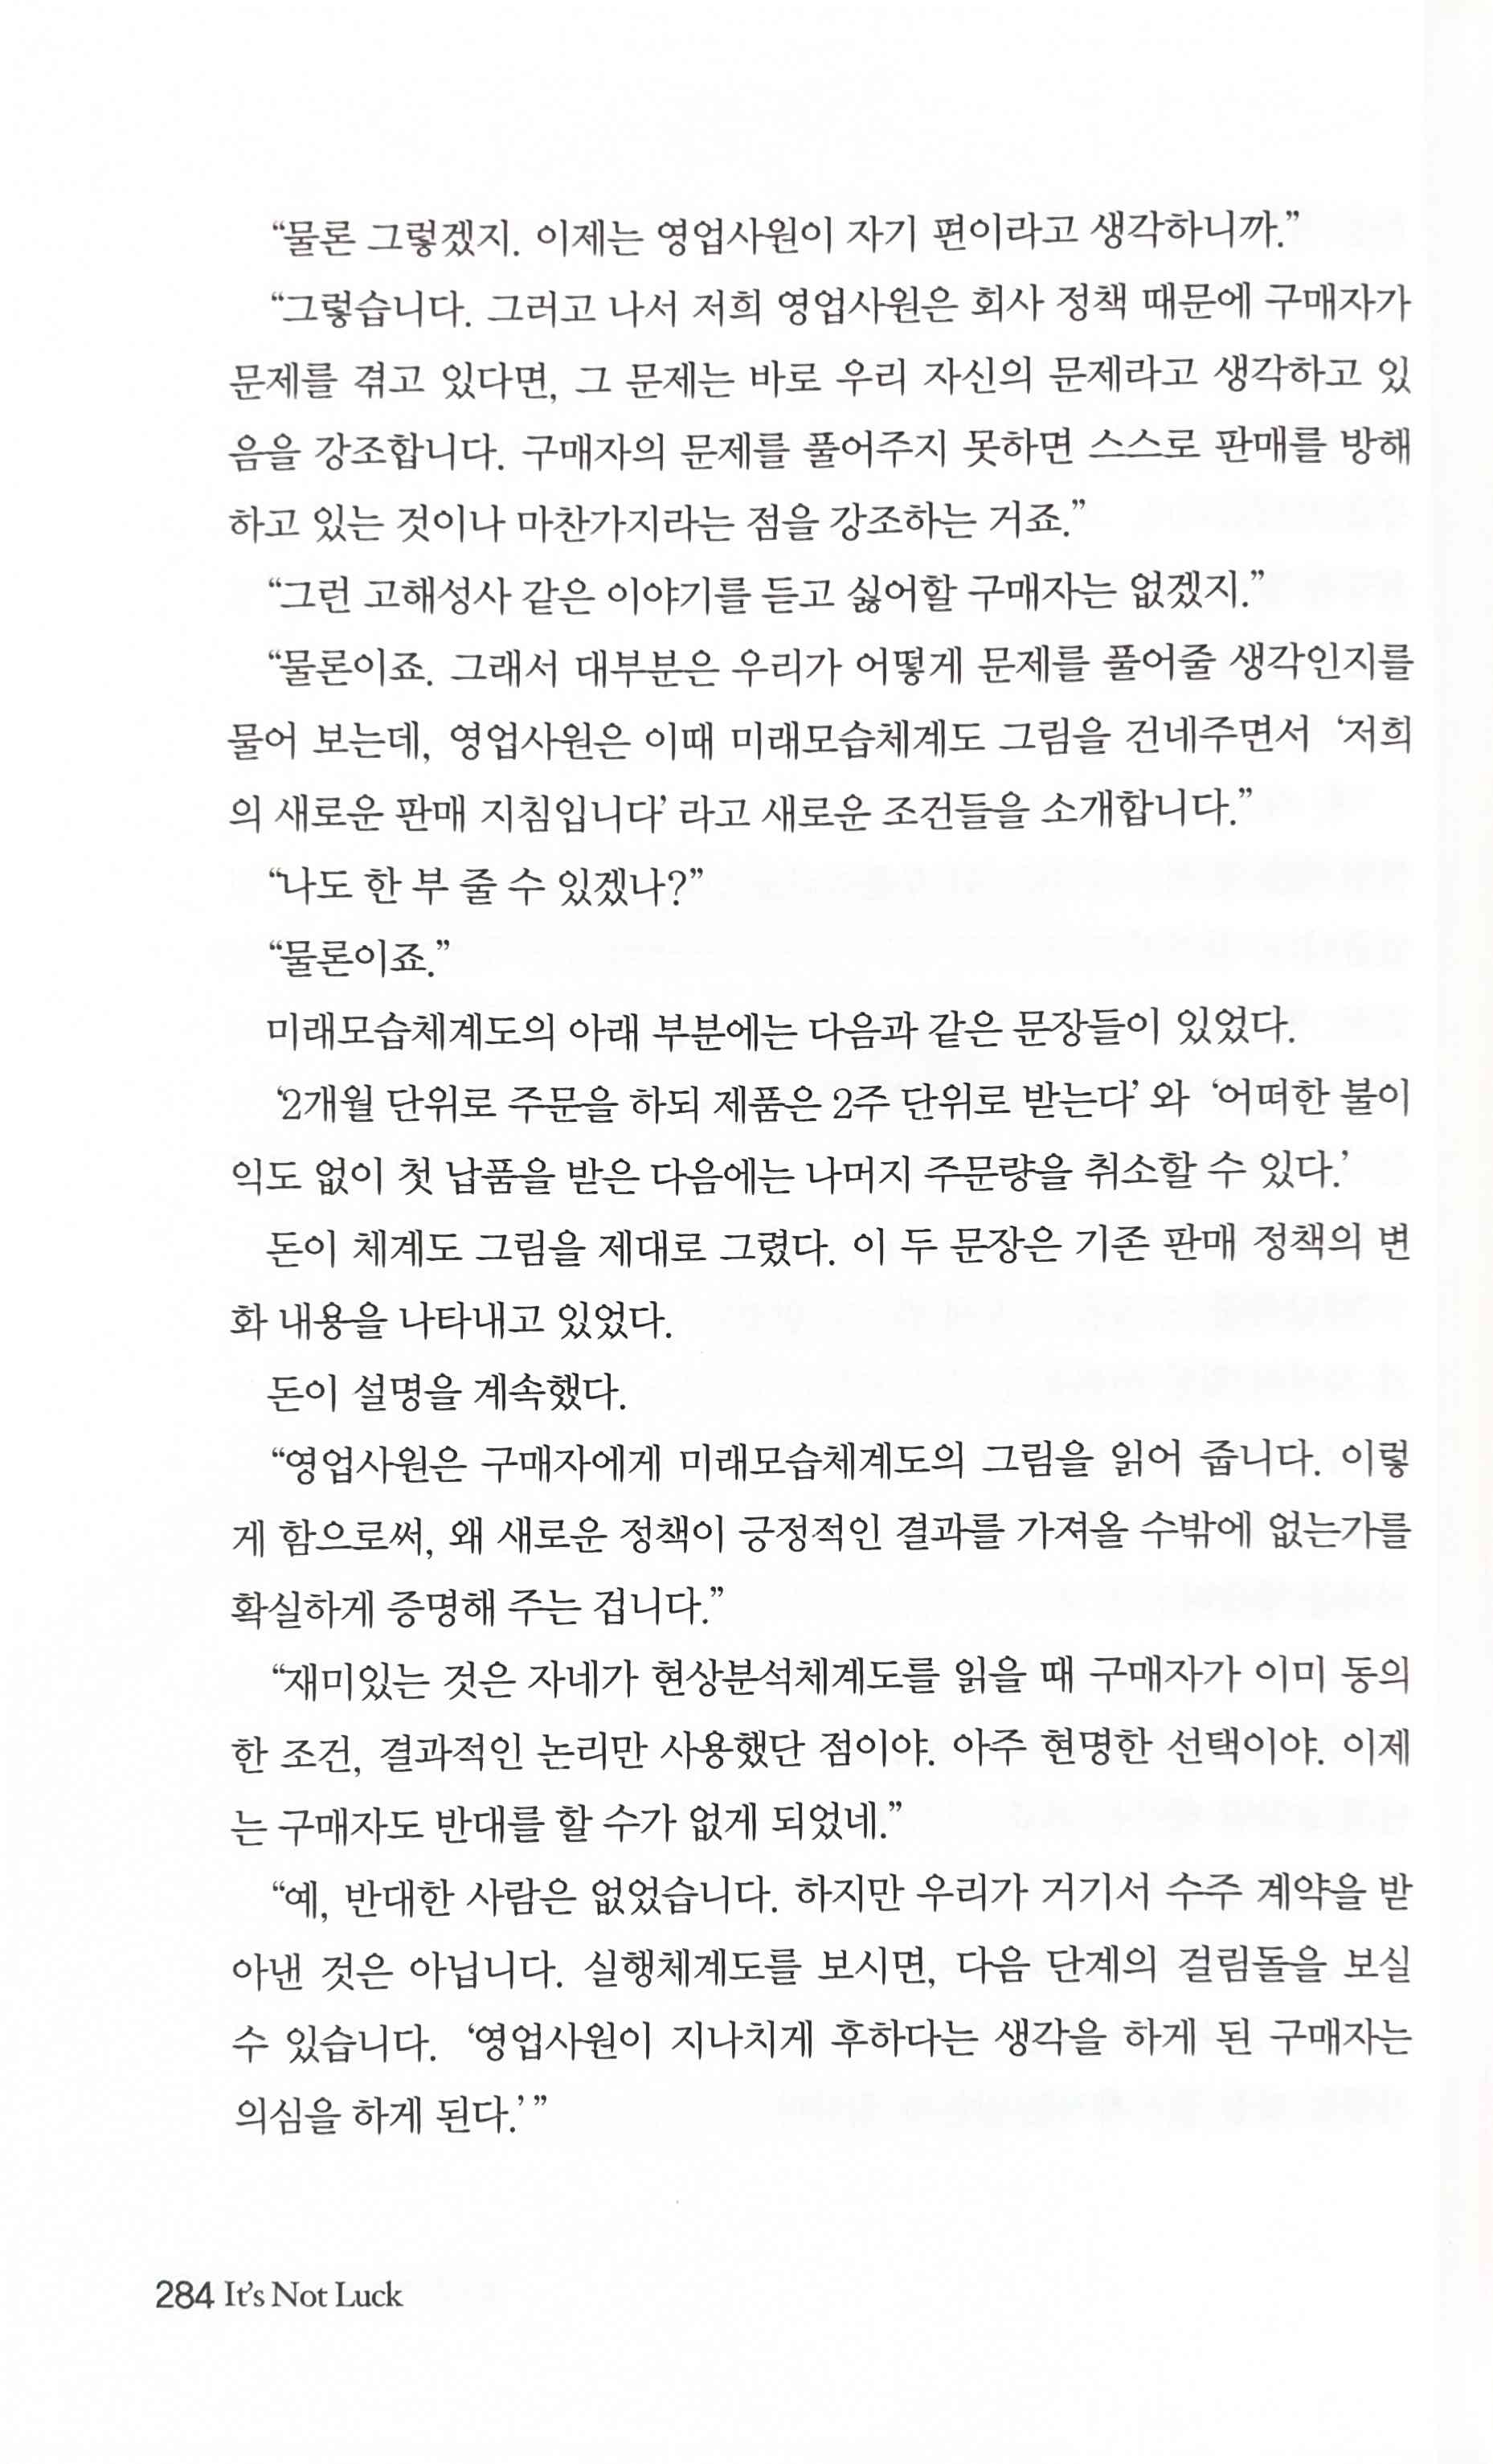 “물론 그렇겠지. 이제는 영업사원이 자기 편이라고 생각하니까.”
“그렇습니다. 그러고 나서 저희 영업사원은 회사 정책 때문에 구매자가
문제를 겪고 있다면, 그 문제는 바로 우리 자신의 문제라고 생각하고 있
음을 강조합니다. 구매자의 문제를 풀어주지 못하면 스스로 판매를 방해
하고 있는 것이나 마찬가지라는 점을 강조하는 거죠.”
“그런 고해성사 같은 이야기를 듣고 싫어할 구매자는 없겠지.”
“물론이죠. 그래서 대부분은 우리가 어떻게 문제를 풀어줄 생각인지를
물어 보는데, 영업사원은 이때 미래모습체계도 그림을 건네주면서 ‘저희
의 새로운 판매 지침입니다’ 라고 새로운 조건들을 소개합니다.”
“나도 한 부 줄 수 있겠나?”
“물론이죠.”
미래모습체계도의 아래 부분에는 다음과 같은 문장들이 있었다.
‘2개월 단위로 주문을 하되 제품은 2주 단위로 받는다’ 와 ‘어떠한 불이
익도 없이 첫 납품을 받은 다음에는 나머지 주문량을 취소할 수 있다.’
돈이 체계도 그림을 제대로 그렸다. 이 두 문장은 기존 판매 정책의 변
화 내용을 나타내고 있었다.
돈이 설명을 계속했다.
“영업사원은 구매자에게 미래모습체계도의 그림을 읽어 줍니다. 이렇
게 함으로써, 왜 새로운 정책이 긍정적인 결과를 가져올 수밖에 없는가를
확실하게 증명해 주는 겁니다.”
“재미있는 것은 자네가 현상분석체계도를 읽을 때 구매자가 이미 동의
한 조건, 결과적인 논리만 사용했단 점이야. 아주 현명한 선택이야. 이제
는 구매자도 반대를 할 수가 없게 되었네.”
“예, 반대한 사람은 없었습니다. 하지만 우리가 거기서 수주 계약을 받
아낸 것은 아닙니다. 실행체계도를 보시면, 다음 단계의 걸림돌을 보실
수 있습니다. ‘영업사원이 지나치게 후하다는 생각을 하게 된 구매자는
의심을 하게 된다.’ ”
284 It's Not Luck